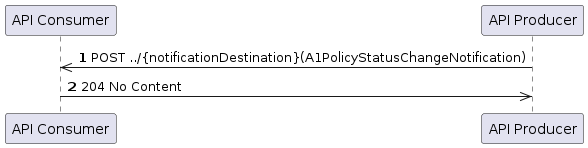 API Consumer
API Producer
1 POST ../{notificationDestination}(A1PolicyStatusChangeNotification)
2 204 No Content
API Consumer
API Producer